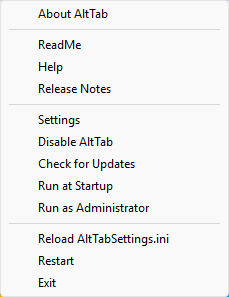 About AltTab
ReadMe
Help
Release Notes
Settings
Disable AltTab
Check for Updates
Run at Startup
Run as Administrator
Reload AltTabSettings.ini
Restart
Exit